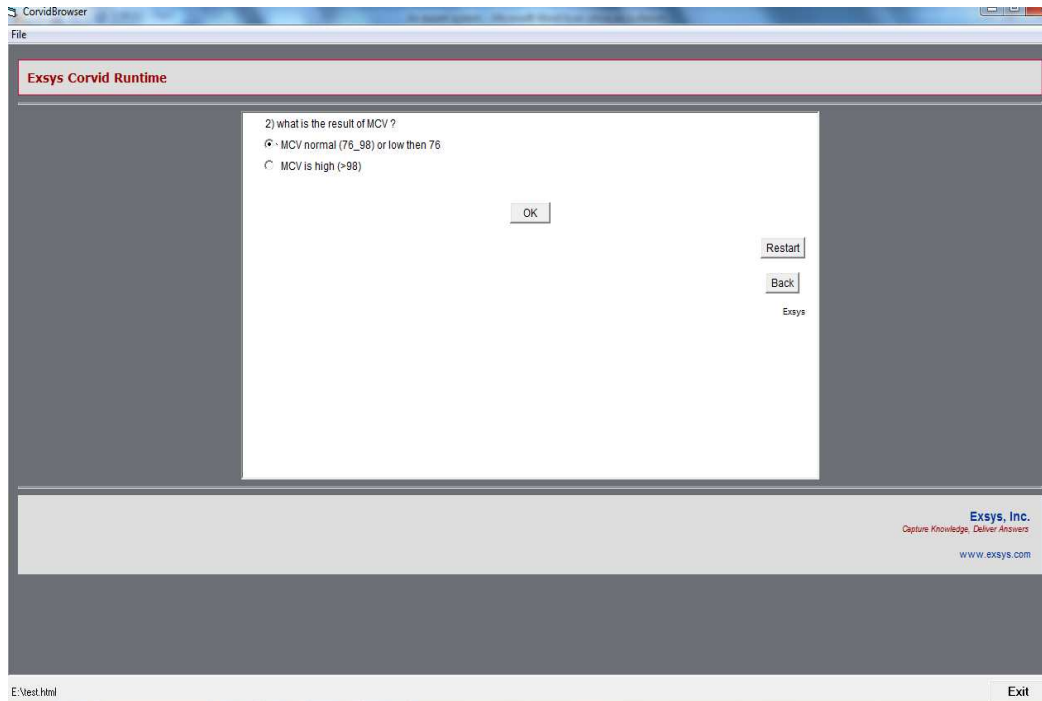 CorvidBrowser
File
Exsys Corvid Runtime
2) what is the result of MCV ?
MCV normal (76_98) or low then 76
MCV is high (>98)
OK
Restart
Back
Exsys
Exsys, Inc.
Capture Knowledge, Deliver Answers
www.exsys.com
E:\test.html
Exit